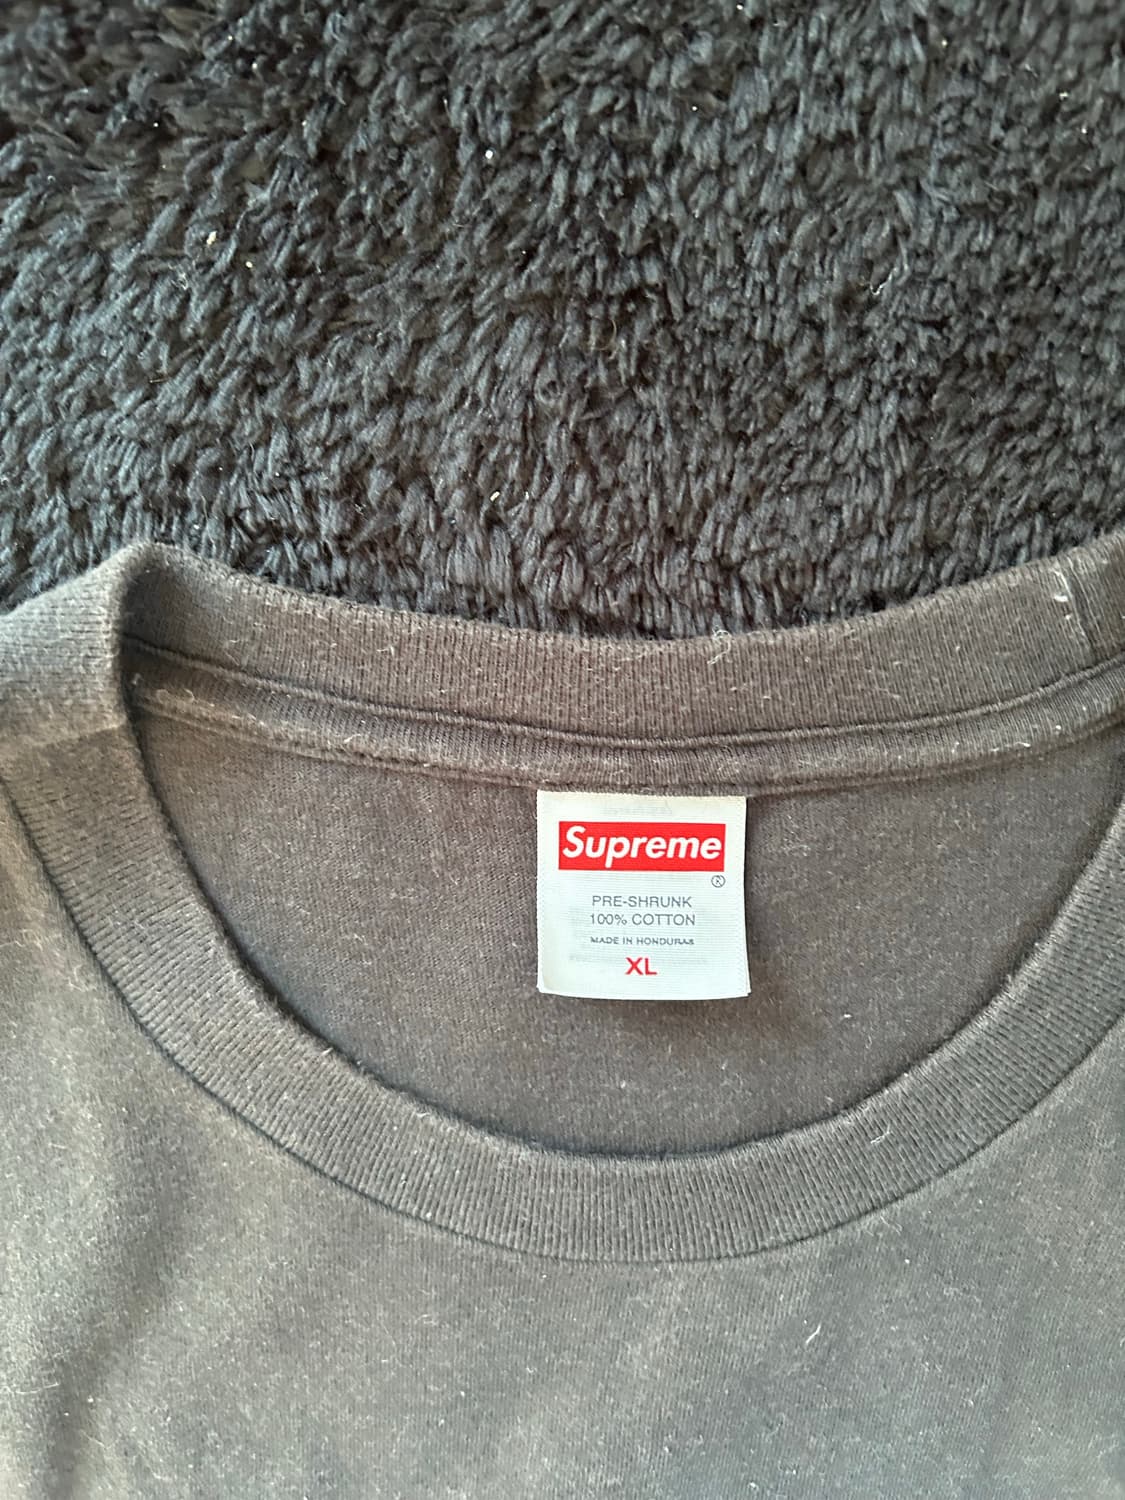 Supreme
®
PRE-SHRUNK
100% COTTON
MADE IN HONDURAS
XL